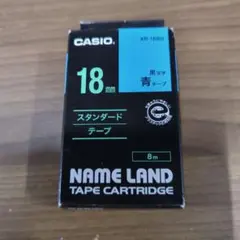 CASIO
XR-18BU
18mm
黒文字
青テープ
スタンダード
テープ
8m
NAME LAND
TAPE CARTRIDGE